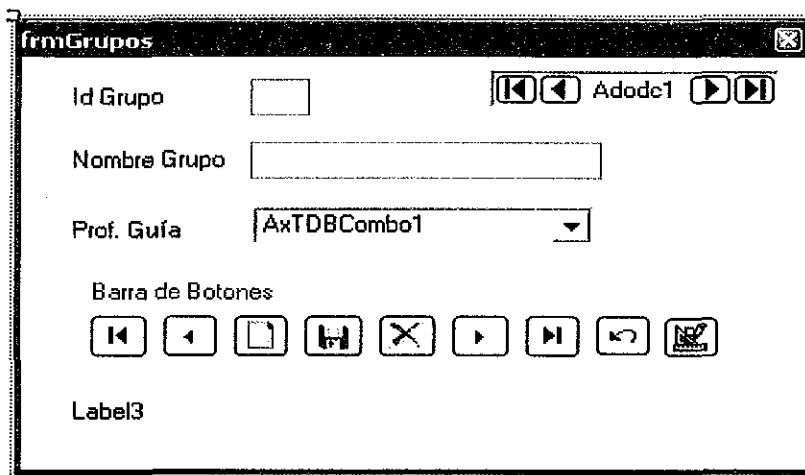 frmGrupos
Id Grupo
Adodc1
Nombre Grupo
Prof. Guía
AxTDBCombo1
Barra de Botones
Label3